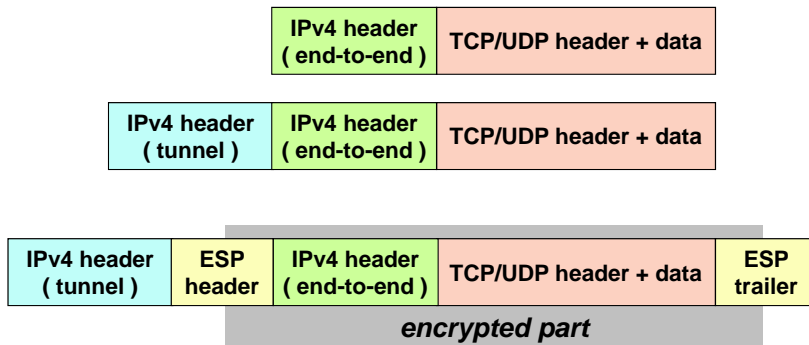 IPv4 header
( end-to-end )
TCP/UDP header + data
IPv4 header
( tunnel )
IPv4 header
( end-to-end )
TCP/UDP header + data
IPv4 header
( tunnel )
ESP
header
IPv4 header
( end-to-end )
TCP/UDP header + data
ESP
trailer
encrypted part